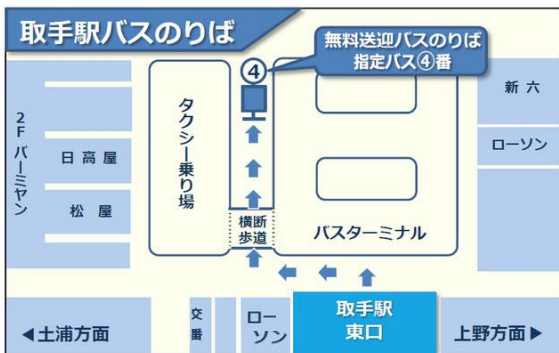 取手駅バスのりば
無料送迎バスのりば
指定バス④番
④
2Fバーミヤン
日高屋
松屋
タクシー乗り場
横断
歩道
バスターミナル
新六
ローソン
◀土浦方面
交番
ロー
ソン
取手駅
東口
上野方面▶